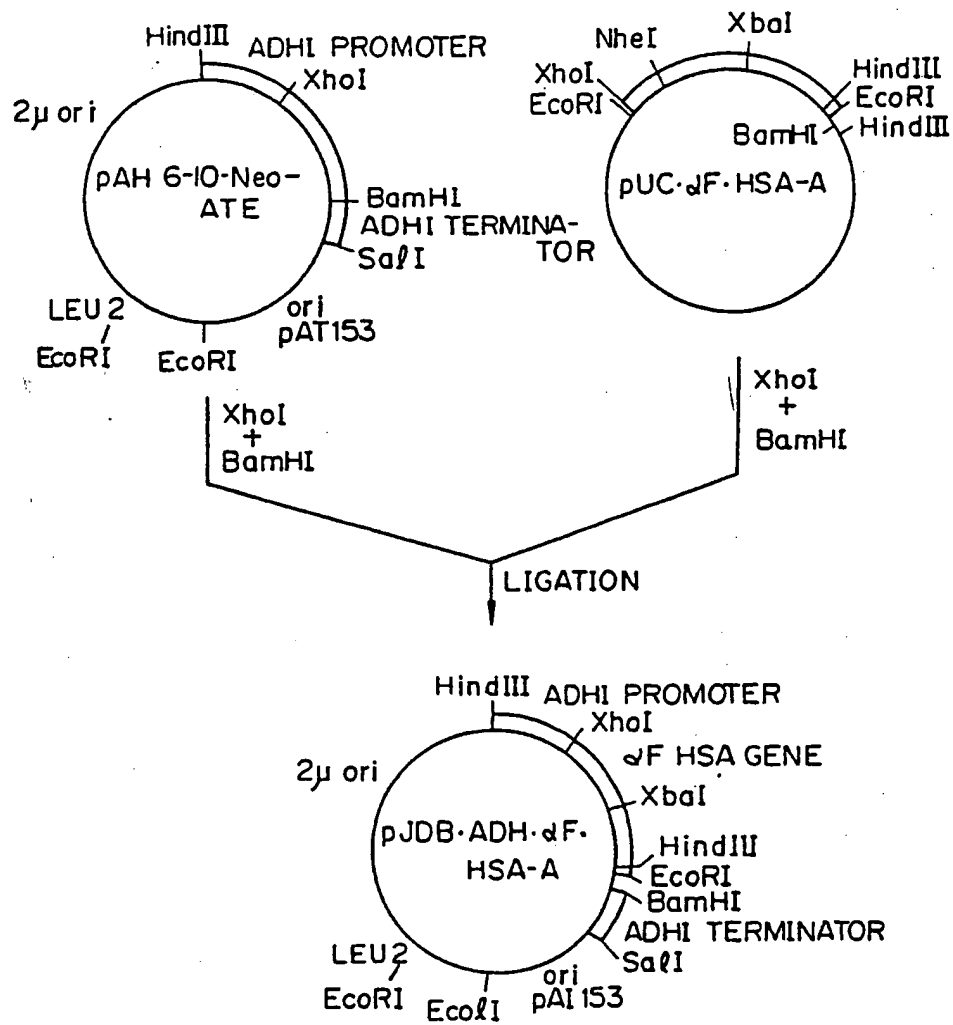 HindIII
ADHI PROMOTER
XhoI
2μ ori
pAH 6-10-Neo-
ATE
BamHI
ADHI TERMINA-
TOR
SalI
LEU2
EcoRI
EcoRI
ori
pAT153
XbaI
NheI
XhoI
EcoRI
HindIII
EcoRI
BamHI
HindIII
pUC·αF·HSA-A
XhoI
+
BamHI
XhoI
+
BamHI
LIGATION
HindIII
ADHI PROMOTER
XhoI
αF HSA GENE
2μ ori
XbaI
pJDB·ADH·αF·
HSA-A
HindIII
EcoRI
BamHI
ADHI TERMINATOR
SalI
LEU2
EcoRI
EcolI
ori
pAI153